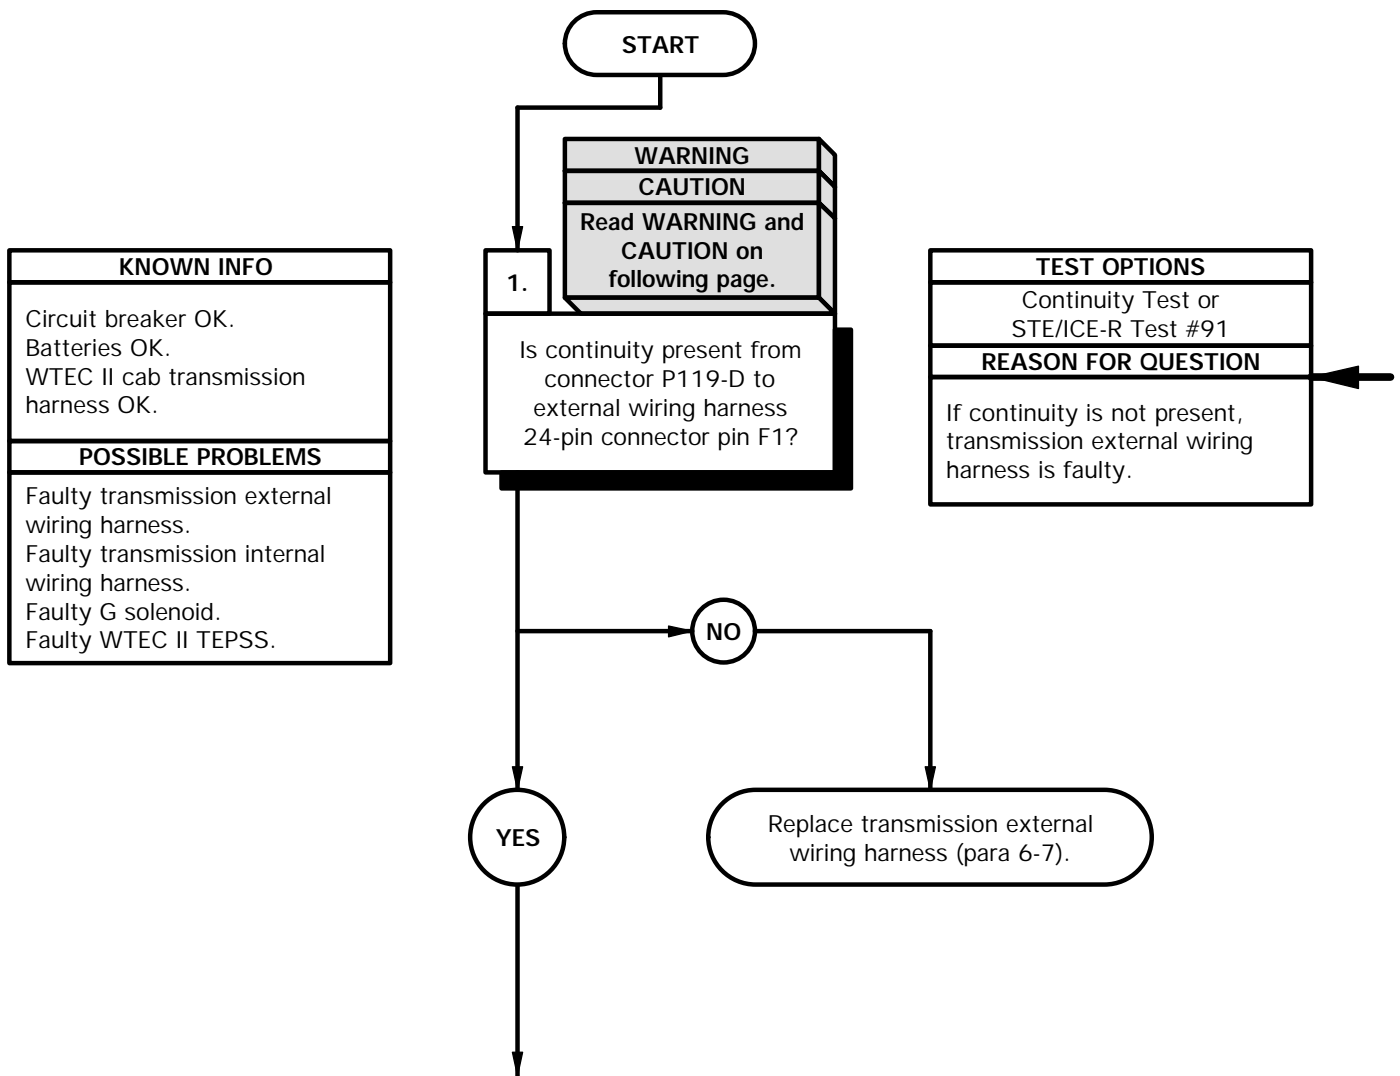 START
WARNING
CAUTION
Read WARNING and
CAUTION on
following page.
KNOWN INFO
Circuit breaker OK.
Batteries OK.
WTEC II cab transmission
harness OK.
POSSIBLE PROBLEMS
Faulty transmission external
wiring harness.
Faulty transmission internal
wiring harness.
Faulty G solenoid.
Faulty WTEC II TEPSS.
1.
Is continuity present from
connector P119-D to
external wiring harness
24-pin connector pin F1?
TEST OPTIONS
Continuity Test or
STE/ICE-R Test #91
REASON FOR QUESTION
If continuity is not present,
transmission external wiring
harness is faulty.
NO
YES
Replace transmission external
wiring harness (para 6-7).